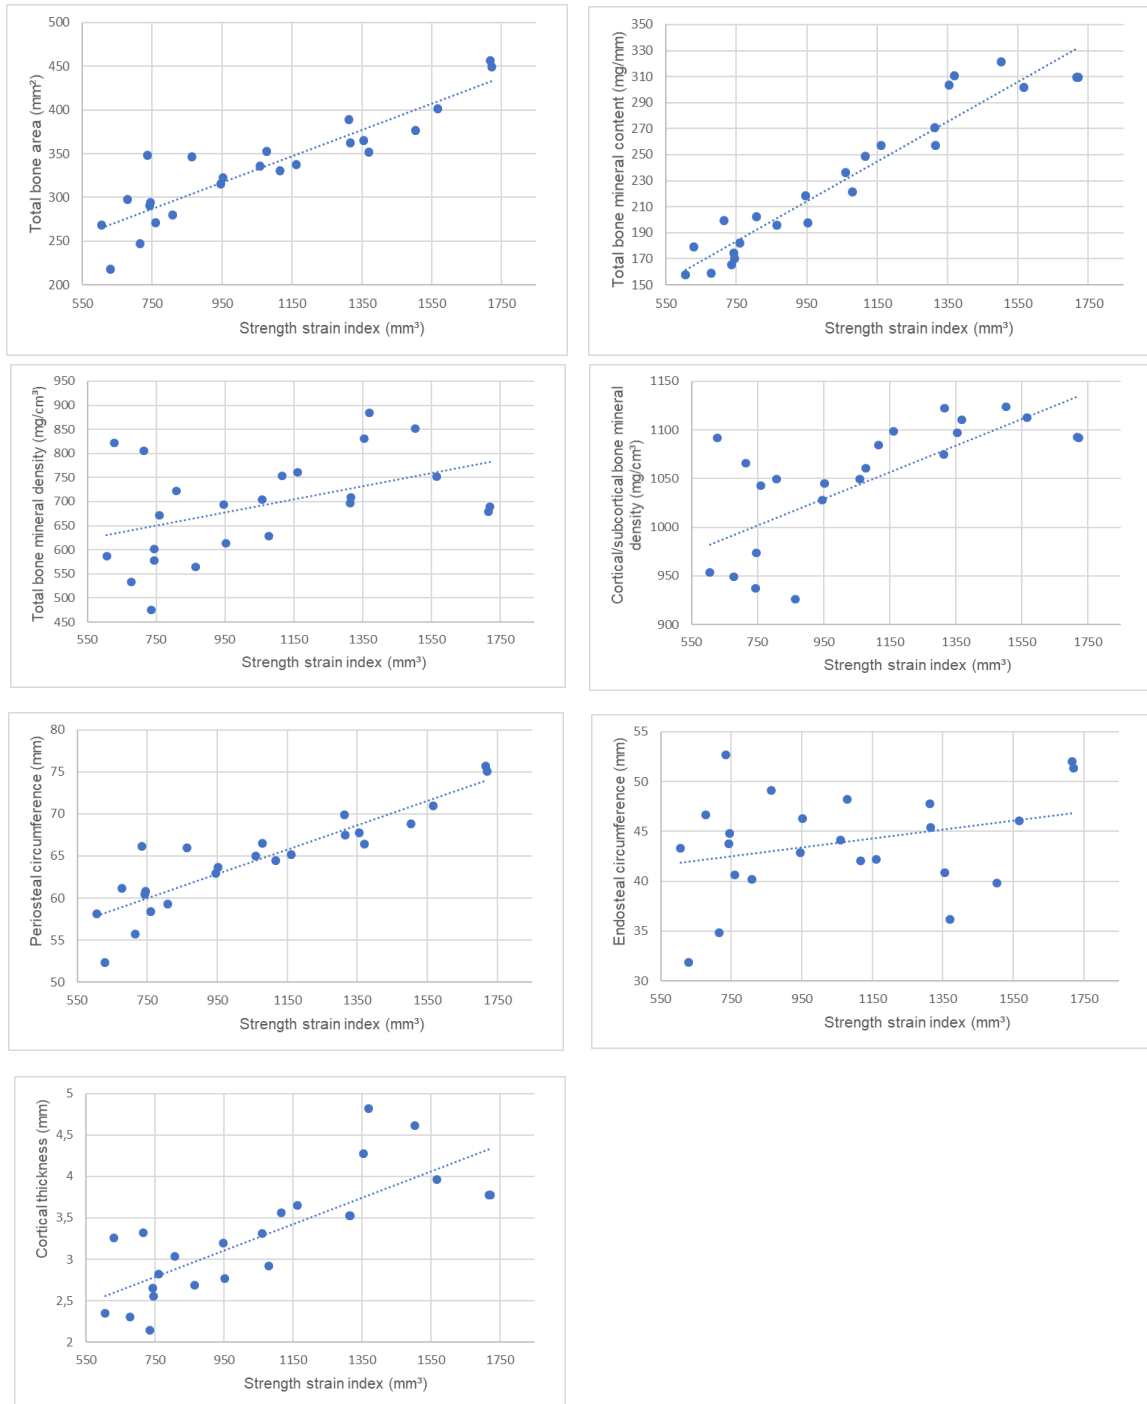 500
450
400
350
300
250
200
550 750 950 1150 1350 1550 1750
Total bone area (mm²)
Strength strain index (mm³)
350
330
310
290
270
250
230
210
190
170
150
550 750 950 1150 1350 1550 1750
Total bone mineral content (mg/mm)
Strength strain index (mm³)
950
900
850
800
750
700
650
600
550
500
450
550 750 950 1150 1350 1550 1750
Total bone mineral density (mg/cm³)
Strength strain index (mm³)
1150
1100
1050
1000
950
900
550 750 950 1150 1350 1550 1750
Cortical/subcortical bone mineral
density (mg/cm³)
Strength strain index (mm³)
80
75
70
65
60
55
50
550 750 950 1150 1350 1550 1750
Periosteal circumference (mm)
Strength strain index (mm³)
55
50
45
40
35
30
550 750 950 1150 1350 1550 1750
Endosteal circumference (mm)
Strength strain index (mm³)
5
4,5
4
3,5
3
2,5
2
550 750 950 1150 1350 1550 1750
Cortical thickness (mm)
Strength strain index (mm³)